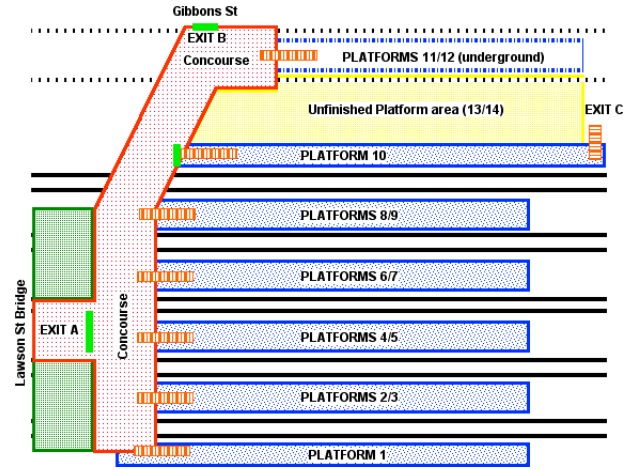 Gibbons St
EXIT B
Concourse
PLATFORMS 11/12 (underground)
Unfinished Platform area (13/14)
EXIT C
PLATFORM 10
PLATFORMS 8/9
PLATFORMS 6/7
Lawson St Bridge
EXIT A
Concourse
PLATFORMS 4/5
PLATFORMS 2/3
PLATFORM 1